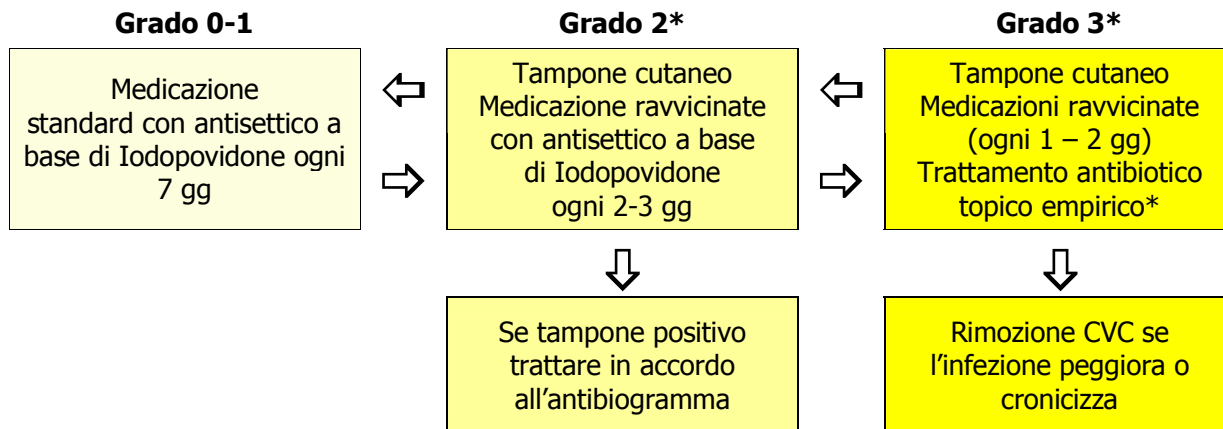 Grado 0-1
Medicazione
standard con antisettico a
base di Iodopovidone ogni
7 gg
Grado 2*
Tampone cutaneo
Medicazione ravvicinate
con antisettico a base
di Iodopovidone
ogni 2-3 gg
Grado 3*
Tampone cutaneo
Medicazioni ravvicinate
(ogni 1 – 2 gg)
Trattamento antibiotico
topico empirico*
Se tampone positivo
trattare in accordo
all’antibiogramma
Rimozione CVC se
l’infezione peggiora o
cronicizza